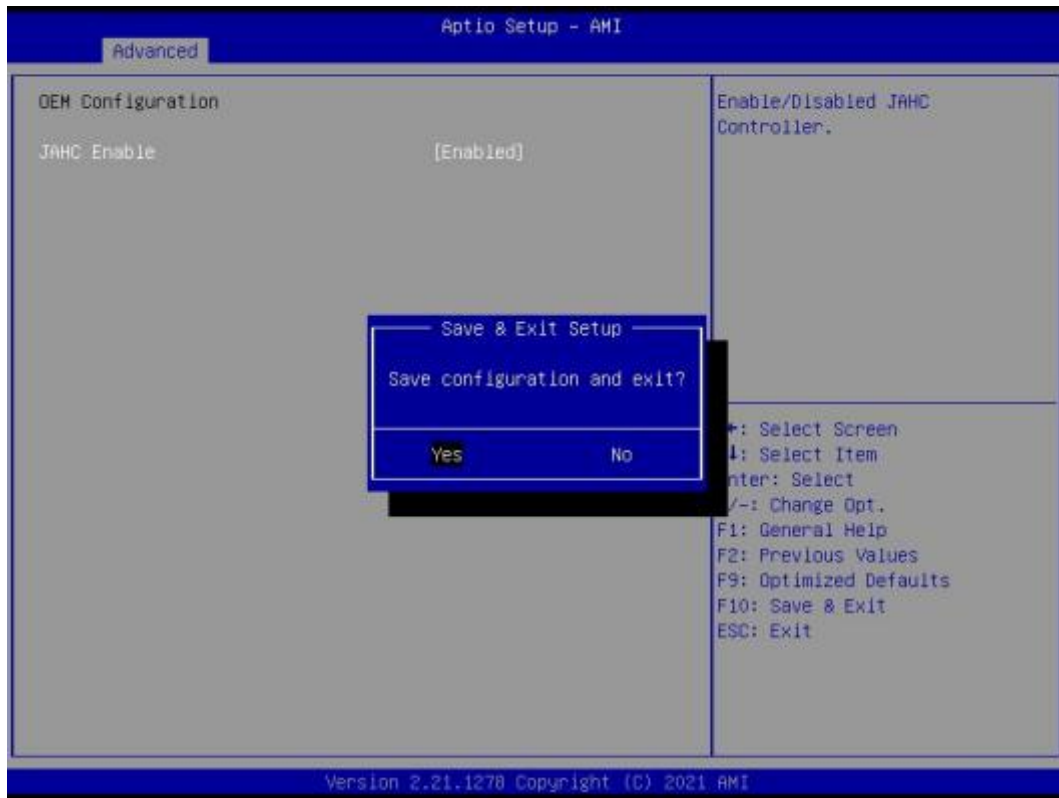 Aptio Setup – AMI
Advanced
OEM Configuration
JAHC Enable [Enabled]
Enable/Disabled JAHC
Controller.
Save & Exit Setup
Save configuration and exit?
Yes No
: Select Screen
: Select Item
nter: Select
/-: Change Opt.
F1: General Help
F2: Previous Values
F9: Optimized Defaults
F10: Save & Exit
ESC: Exit
Version 2.21.1278 Copyright (C) 2021 AMI